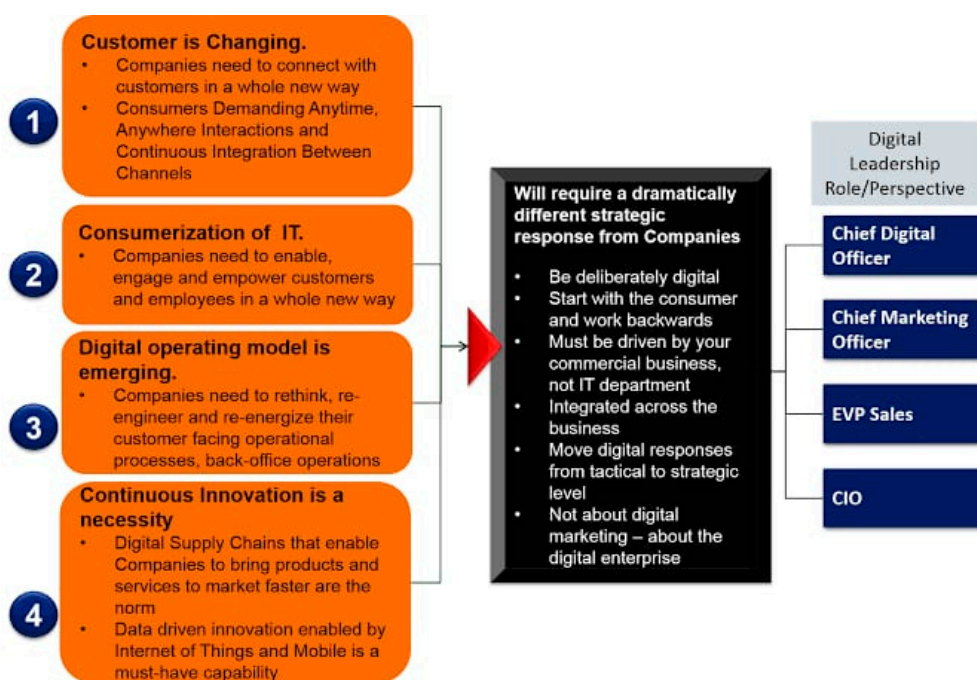 1
Customer is Changing.
• Companies need to connect with
customers in a whole new way
• Consumers Demanding Anytime,
Anywhere Interactions and
Continuous Integration Between
Channels
2
Consumerization of IT.
• Companies need to enable,
engage and empower customers
and employees in a whole new way
3
Digital operating model is
emerging.
• Companies need to rethink, re-
engineer and re-energize their
customer facing operational
processes, back-office operations
4
Continuous Innovation is a
necessity
• Digital Supply Chains that enable
Companies to bring products and
services to market faster are the
norm
• Data driven innovation enabled by
Internet of Things and Mobile is a
must-have capability
Will require a dramatically
different strategic
response from Companies
• Be deliberately digital
• Start with the consumer
and work backwards
• Must be driven by your
commercial business,
not IT department
• Integrated across the
business
• Move digital responses
from tactical to strategic
level
• Not about digital
marketing – about the
digital enterprise
Digital
Leadership
Role/Perspective
Chief Digital
Officer
Chief Marketing
Officer
EVP Sales
CIO